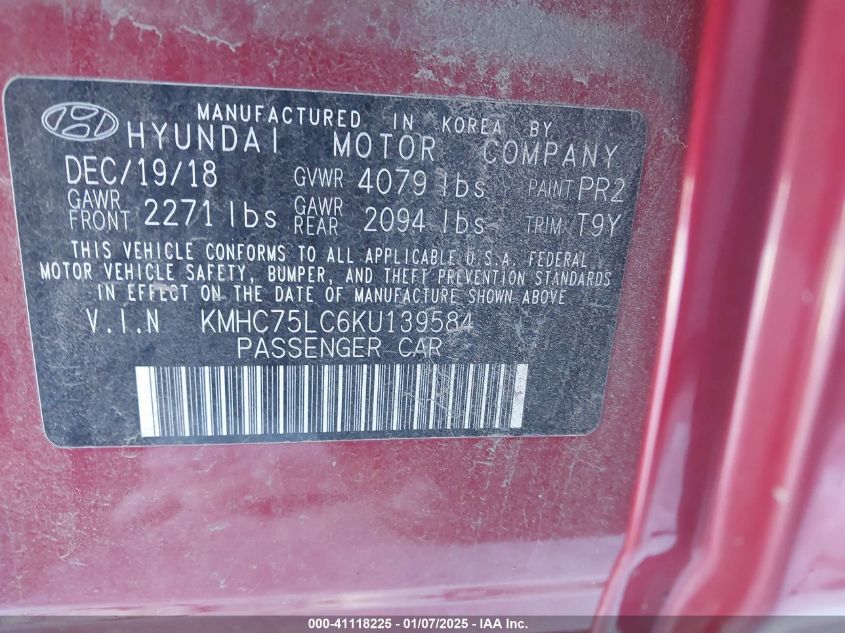 MANUFACTURED IN KOREA BY
HYUNDAI MOTOR COMPANY
DEC/19/18 GVWR 4079 lbs PAINT PR2
GAWR FRONT 2271 lbs GAWR REAR 2094 lbs TRIM T9Y
THIS VEHICLE CONFORMS TO ALL APPLICABLE U.S.A. FEDERAL
MOTOR VEHICLE SAFETY, BUMPER, AND THEFT PREVENTION STANDARDS
IN EFFECT ON THE DATE OF MANUFACTURE SHOWN ABOVE
V.I.N KMHC75LC6KU139584
PASSENGER CAR
000-41118225 - 01/07/2025 - IAA Inc.